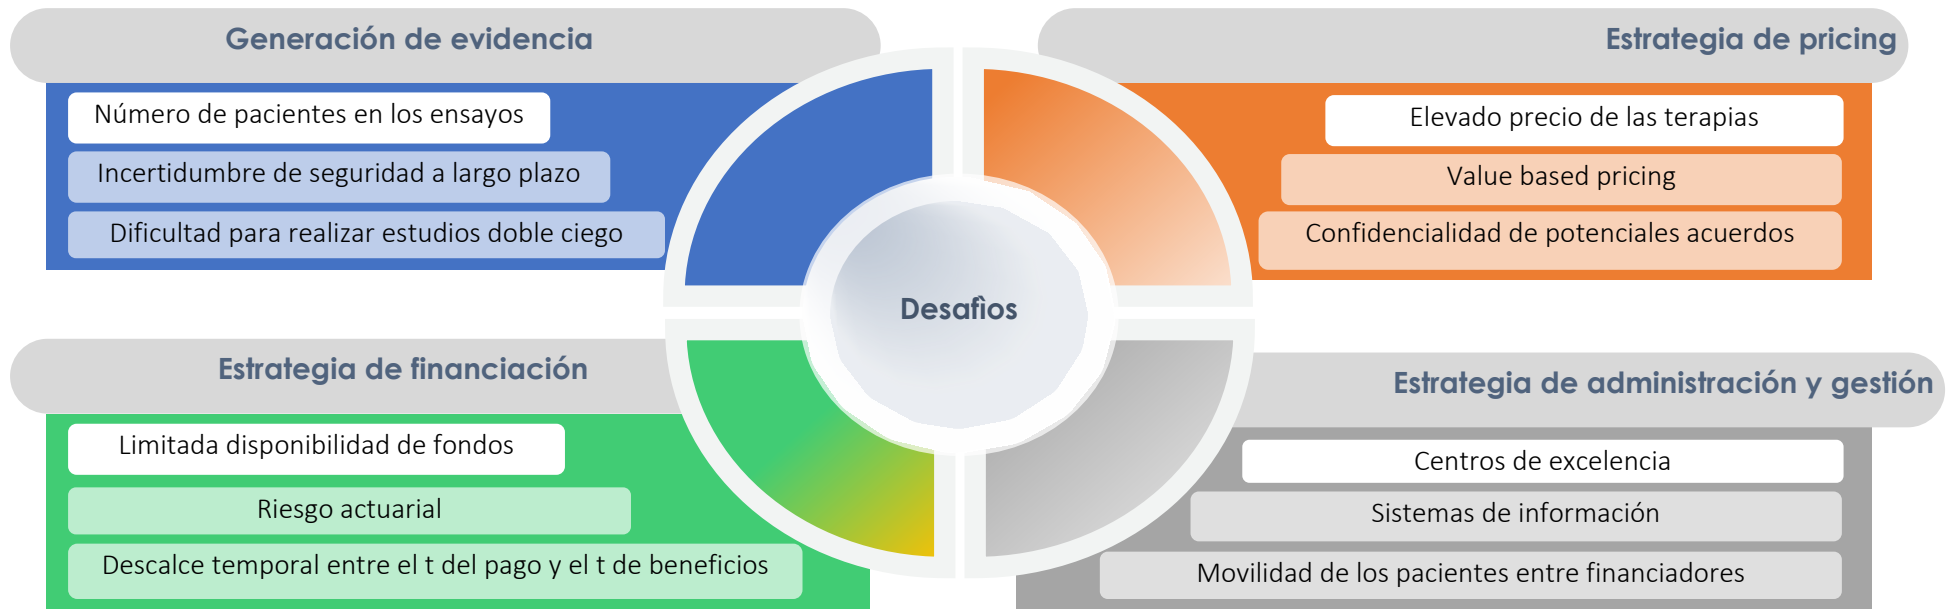 Generación de evidencia
Número de pacientes en los ensayos
Incertidumbre de seguridad a largo plazo
Dificultad para realizar estudios doble ciego
Estrategia de pricing
Elevado precio de las terapias
Value based pricing
Confidencialidad de potenciales acuerdos
Desafìos
Estrategia de financiación
Limitada disponibilidad de fondos
Riesgo actuarial
Descalce temporal entre el t del pago y el t de beneficios
Estrategia de administración y gestión
Centros de excelencia
Sistemas de información
Movilidad de los pacientes entre financiadores